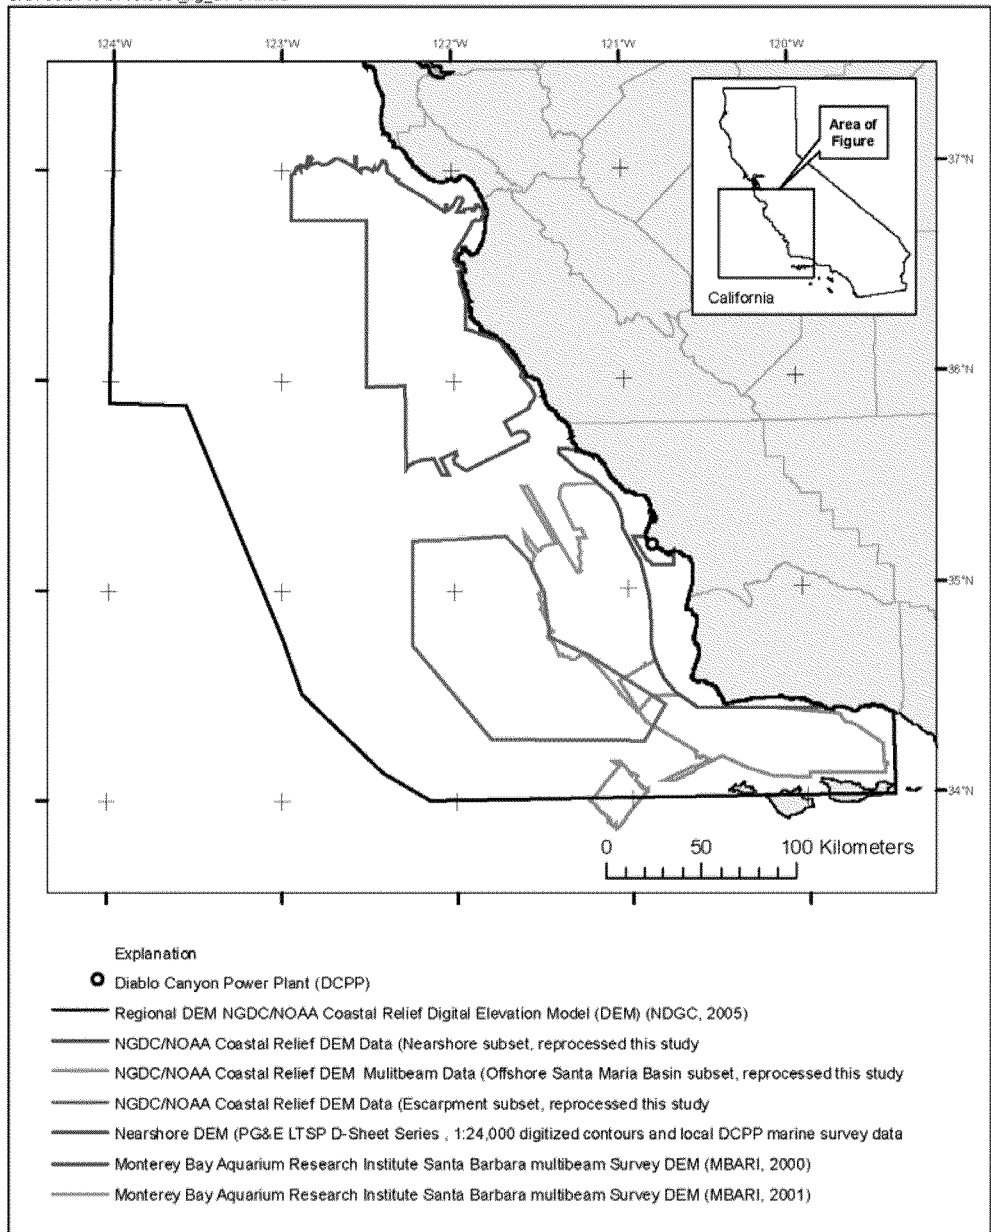 124°W 123°W 122°W 121°W 120°W
Area of
Figure
37°N
California
36°N
35°N
34°N
0 50 100 Kilometers
Explanation
Diablo Canyon Power Plant (DCPP)
Regional DEM NGDC/NOAA Coastal Relief Digital Elevation Model (DEM) (NDGC, 2005)
NGDC/NOAA Coastal Relief DEM Data (Nearshore subset, reprocessed this study
NGDC/NOAA Coastal Relief DEM Mulitbeam Data (Offshore Santa Maria Basin subset, reprocessed this study
NGDC/NOAA Coastal Relief DEM Data (Escarpment subset, reprocessed this study
Nearshore DEM (PG&E LTSP D-Sheet Series , 1:24,000 digitized contours and local DCPP marine survey data
Monterey Bay Aquarium Research Institute Santa Barbara multibeam Survey DEM (MBARI, 2000)
Monterey Bay Aquarium Research Institute Santa Barbara multibeam Survey DEM (MBARI, 2001)